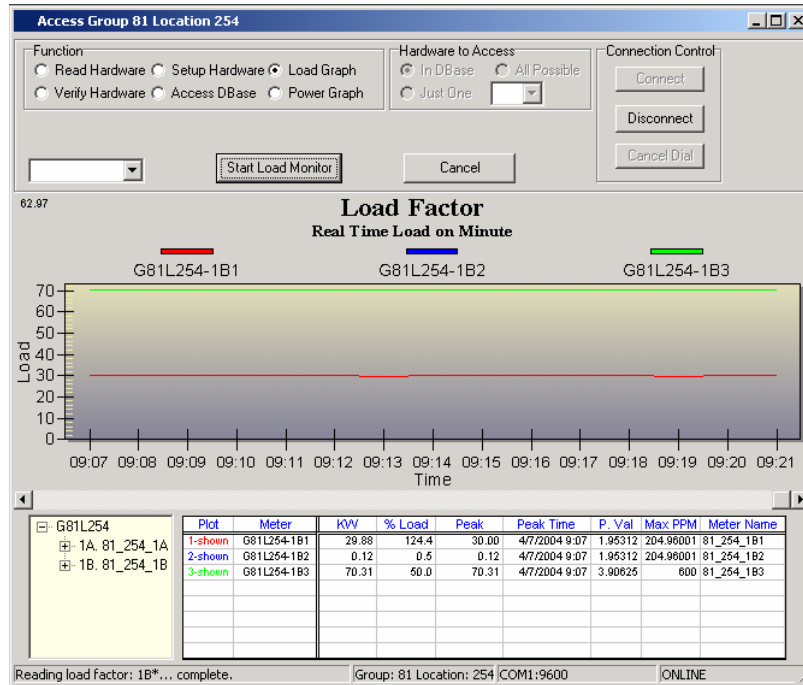 Access Group 81 Location 254
Function
Read Hardware Setup Hardware Load Graph
Verify Hardware Access DBase Power Graph
Hardware to Access
In DBase All Possible
Just One
Connection Control
Connect
Disconnect
Cancel Dial
Start Load Monitor Cancel
62.97
Load Factor
Real Time Load on Minute
G81L254-1B1 G81L254-1B2 G81L254-1B3
70
60
50
40
30
20
10
0
Load
09:07 09:08 09:09 09:10 09:11 09:12 09:13 09:14 09:15 09:16 09:17 09:18 09:19 09:20 09:21
Time
G81L254
1A. 81_254_1A
1B. 81_254_1B
Plot Meter KW % Load Peak Peak Time P. Val Max PPM Meter Name
1-shown G81L254-1B1 29.88 124.4 30.00 4/7/2004 9:07 1.95312 204.96001 81_254_1B1
2-shown G81L254-1B2 0.12 0.5 0.12 4/7/2004 9:07 1.95312 204.96001 81_254_1B2
3-shown G81L254-1B3 70.31 50.0 70.31 4/7/2004 9:07 3.90625 600 81_254_1B3
Reading load factor: 1B*... complete. Group: 81 Location: 254 COM1:9600 ONLINE